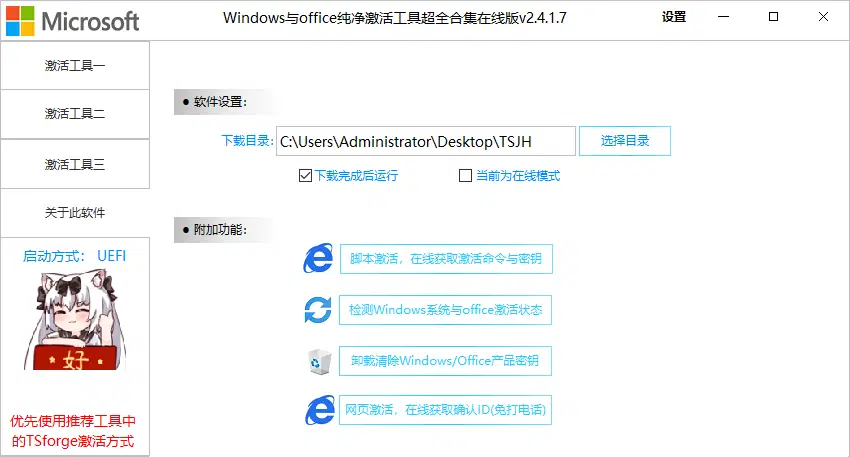 Microsoft
Windows与office纯净激活工具超全合集在线版v2.4.1.7
设置
激活工具一
激活工具二
激活工具三
关于此软件
启动方式： UEFI
好
优先使用推荐工具中
的TSforge激活方式
● 软件设置：
下载目录：
C:\Users\Administrator\Desktop\TSJH
选择目录
下载完成后运行
当前为在线模式
● 附加功能：
脚本激活，在线获取激活命令与密钥
检测Windows系统与office激活状态
卸载清除Windows/Office产品密钥
网页激活，在线获取确认ID(免打电话)